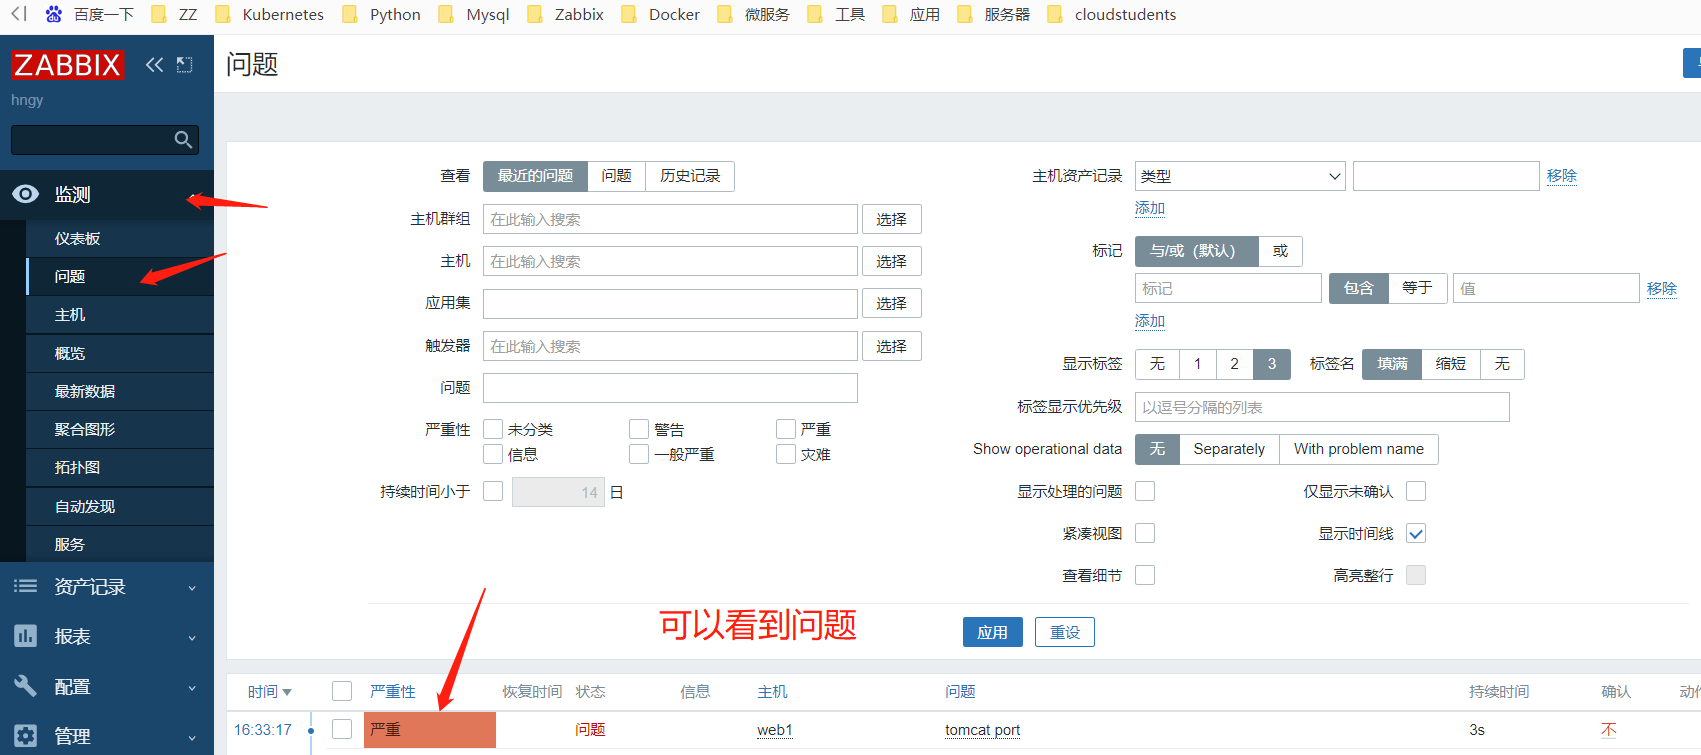 百度一下 ZZ Kubernetes Python Mysql Zabbix Docker 微服务 工具 应用 服务器 cloudstudents
ZABBIX
hngy
监测
仪表板
问题
主机
概览
最新数据
聚合图形
拓扑图
自动发现
服务
资产记录
报表
配置
管理
问题
查看 最近的问题 问题 历史记录
主机群组 在此输入搜索 选择
主机 在此输入搜索 选择
应用集 选择
触发器 在此输入搜索 选择
问题
严重性 未分类 警告 严重
信息 一般严重 灾难
持续时间小于 14 日
主机资产记录 类型 移除
添加
标记 与/或（默认） 或
标记 包含 等于 值 移除
添加
显示标签 无 1 2 3 标签名 填满 缩短 无
标签显示优先级 以逗号分隔的列表
Show operational data 无 Separately With problem name
显示处理的问题 仅显示未确认
紧凑视图 显示时间线
查看细节 高亮整行
可以看到问题
应用 重设
时间 严重性 恢复时间 状态 信息 主机 问题 持续时间 确认 动作
16:33:17 严重 问题 web1 tomcat port 3s 不